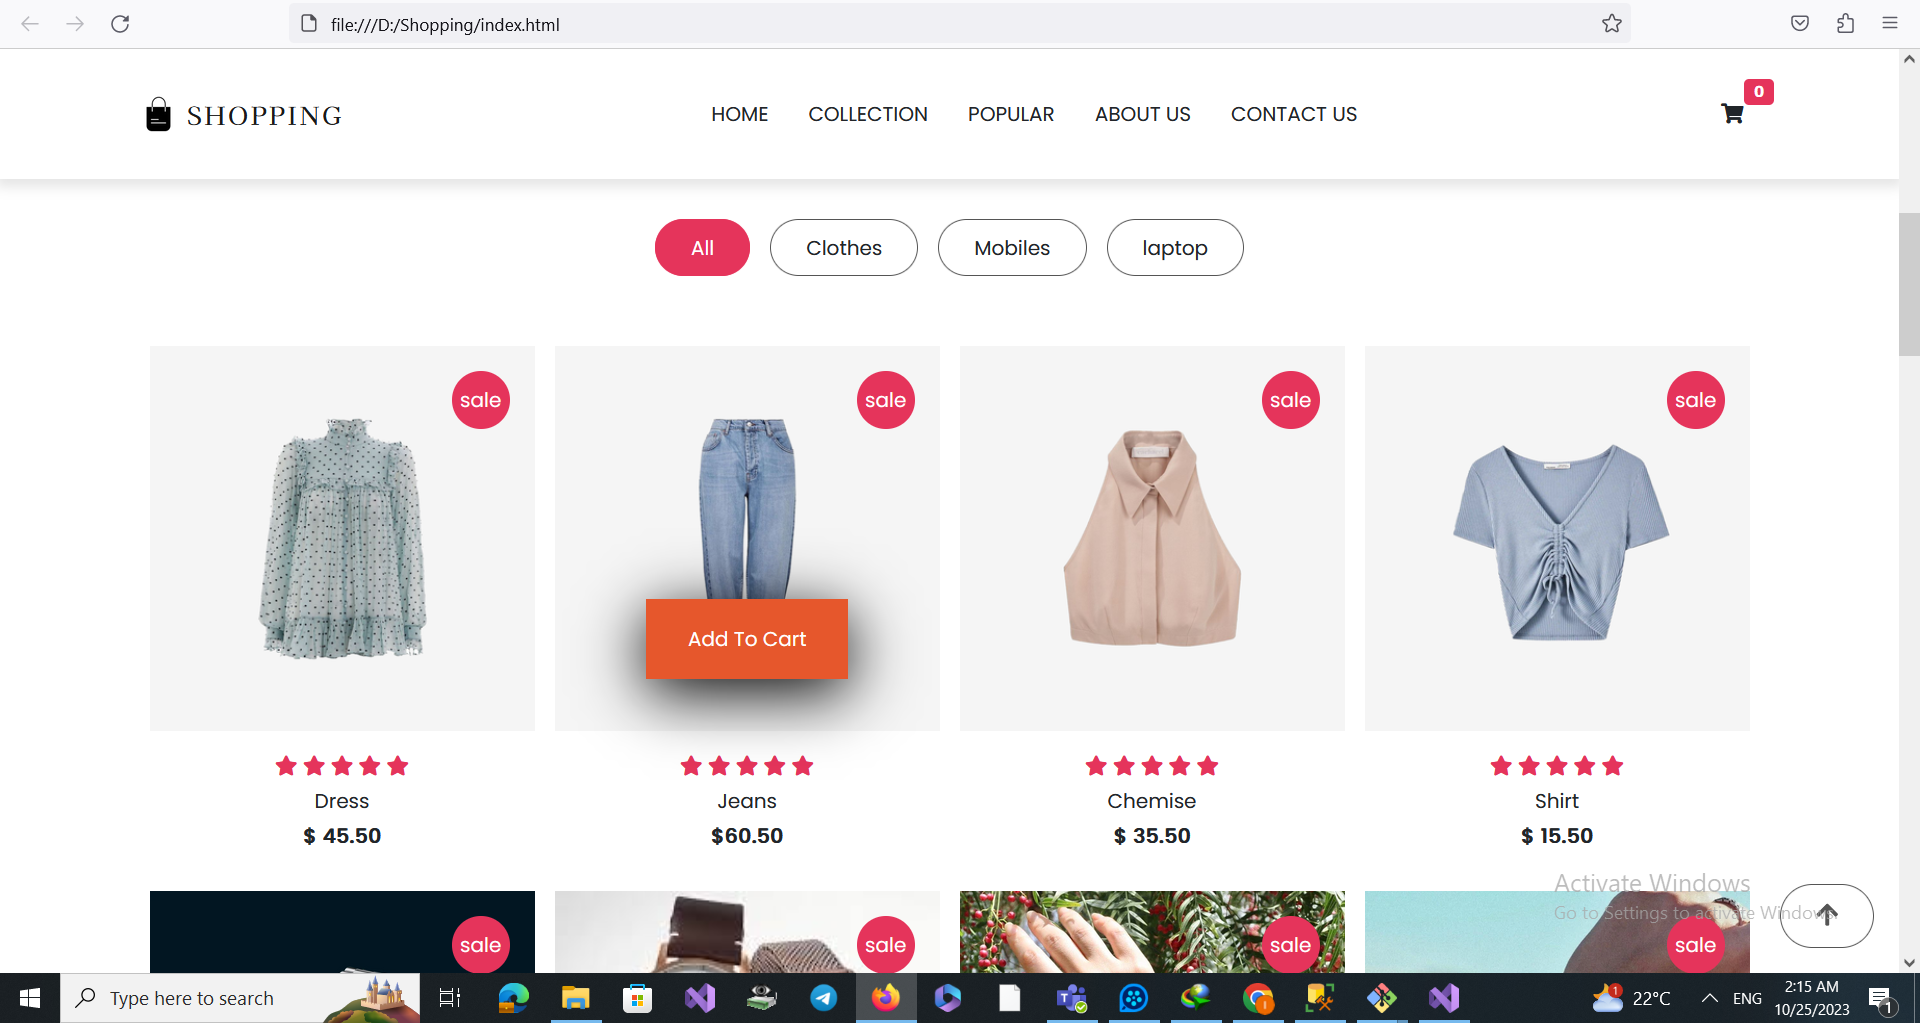 file:///D:/Shopping/index.html
SHOPPING
HOME COLLECTION POPULAR ABOUT US CONTACT US
0
All Clothes Mobiles laptop
sale sale sale sale
Add To Cart
Dress Jeans Chemise Shirt
$ 45.50 $60.50 $ 35.50 $ 15.50
Activate Windows
Go to Settings to activate Windows.
sale sale sale sale
Type here to search
1
22°C
ENG
2:15 AM
10/25/2023
1